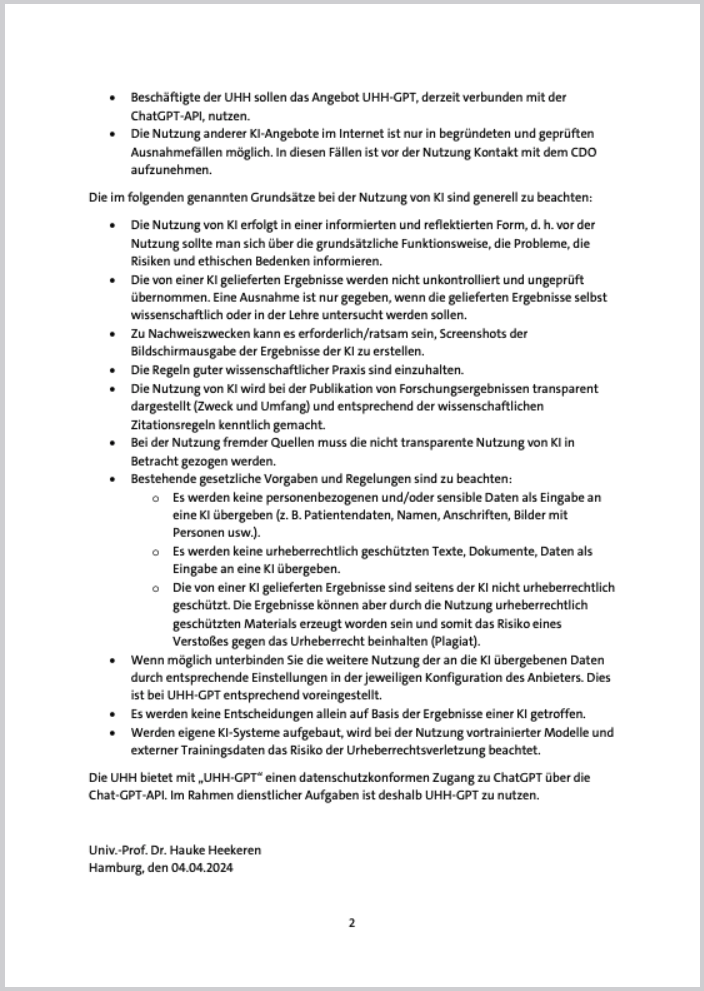 • Beschäftigte der UHH sollen das Angebot UHH-GPT, derzeit verbunden mit der
ChatGPT-API, nutzen.
• Die Nutzung anderer KI-Angebote im Internet ist nur in begründeten und geprüften
Ausnahmefällen möglich. In diesen Fällen ist vor der Nutzung Kontakt mit dem CDO
aufzunehmen.
Die im folgenden genannten Grundsätze bei der Nutzung von KI sind generell zu beachten:
• Die Nutzung von KI erfolgt in einer informierten und reflektierten Form, d. h. vor der
Nutzung sollte man sich über die grundsätzliche Funktionsweise, die Probleme, die
Risiken und ethischen Bedenken informieren.
• Die von einer KI gelieferten Ergebnisse werden nicht unkontrolliert und ungeprüft
übernommen. Eine Ausnahme ist nur gegeben, wenn die gelieferten Ergebnisse selbst
wissenschaftlich oder in der Lehre untersucht werden sollen.
• Zu Nachweiszwecken kann es erforderlich/ratsam sein, Screenshots der
Bildschirmausgabe der Ergebnisse der KI zu erstellen.
• Die Regeln guter wissenschaftlicher Praxis sind einzuhalten.
• Die Nutzung von KI wird bei der Publikation von Forschungsergebnissen transparent
dargestellt (Zweck und Umfang) und entsprechend der wissenschaftlichen
Zitationsregeln kenntlich gemacht.
• Bei der Nutzung fremder Quellen muss die nicht transparente Nutzung von KI in
Betracht gezogen werden.
• Bestehende gesetzliche Vorgaben und Regelungen sind zu beachten:
o Es werden keine personenbezogenen und/oder sensible Daten als Eingabe an
eine KI übergeben (z. B. Patientendaten, Namen, Anschriften, Bilder mit
Personen usw.).
o Es werden keine urheberrechtlich geschützten Texte, Dokumente, Daten als
Eingabe an eine KI übergeben.
o Die von einer KI gelieferten Ergebnisse sind seitens der KI nicht urheberrechtlich
geschützt. Die Ergebnisse können aber durch die Nutzung urheberrechtlich
geschützten Materials erzeugt worden sein und somit das Risiko eines
Verstoßes gegen das Urheberrecht beinhalten (Plagiat).
• Wenn möglich unterbinden Sie die weitere Nutzung der an die KI übergebenen Daten
durch entsprechende Einstellungen in der jeweiligen Konfiguration des Anbieters. Dies
ist bei UHH-GPT entsprechend voreingestellt.
• Es werden keine Entscheidungen allein auf Basis der Ergebnisse einer KI getroffen.
• Werden eigene KI-Systeme aufgebaut, wird bei der Nutzung vortrainierter Modelle und
externer Trainingsdaten das Risiko der Urheberrechtsverletzung beachtet.
Die UHH bietet mit „UHH-GPT“ einen datenschutzkonformen Zugang zu ChatGPT über die
Chat-GPT-API. Im Rahmen dienstlicher Aufgaben ist deshalb UHH-GPT zu nutzen.
Univ.-Prof. Dr. Hauke Heekeren
Hamburg, den 04.04.2024
2